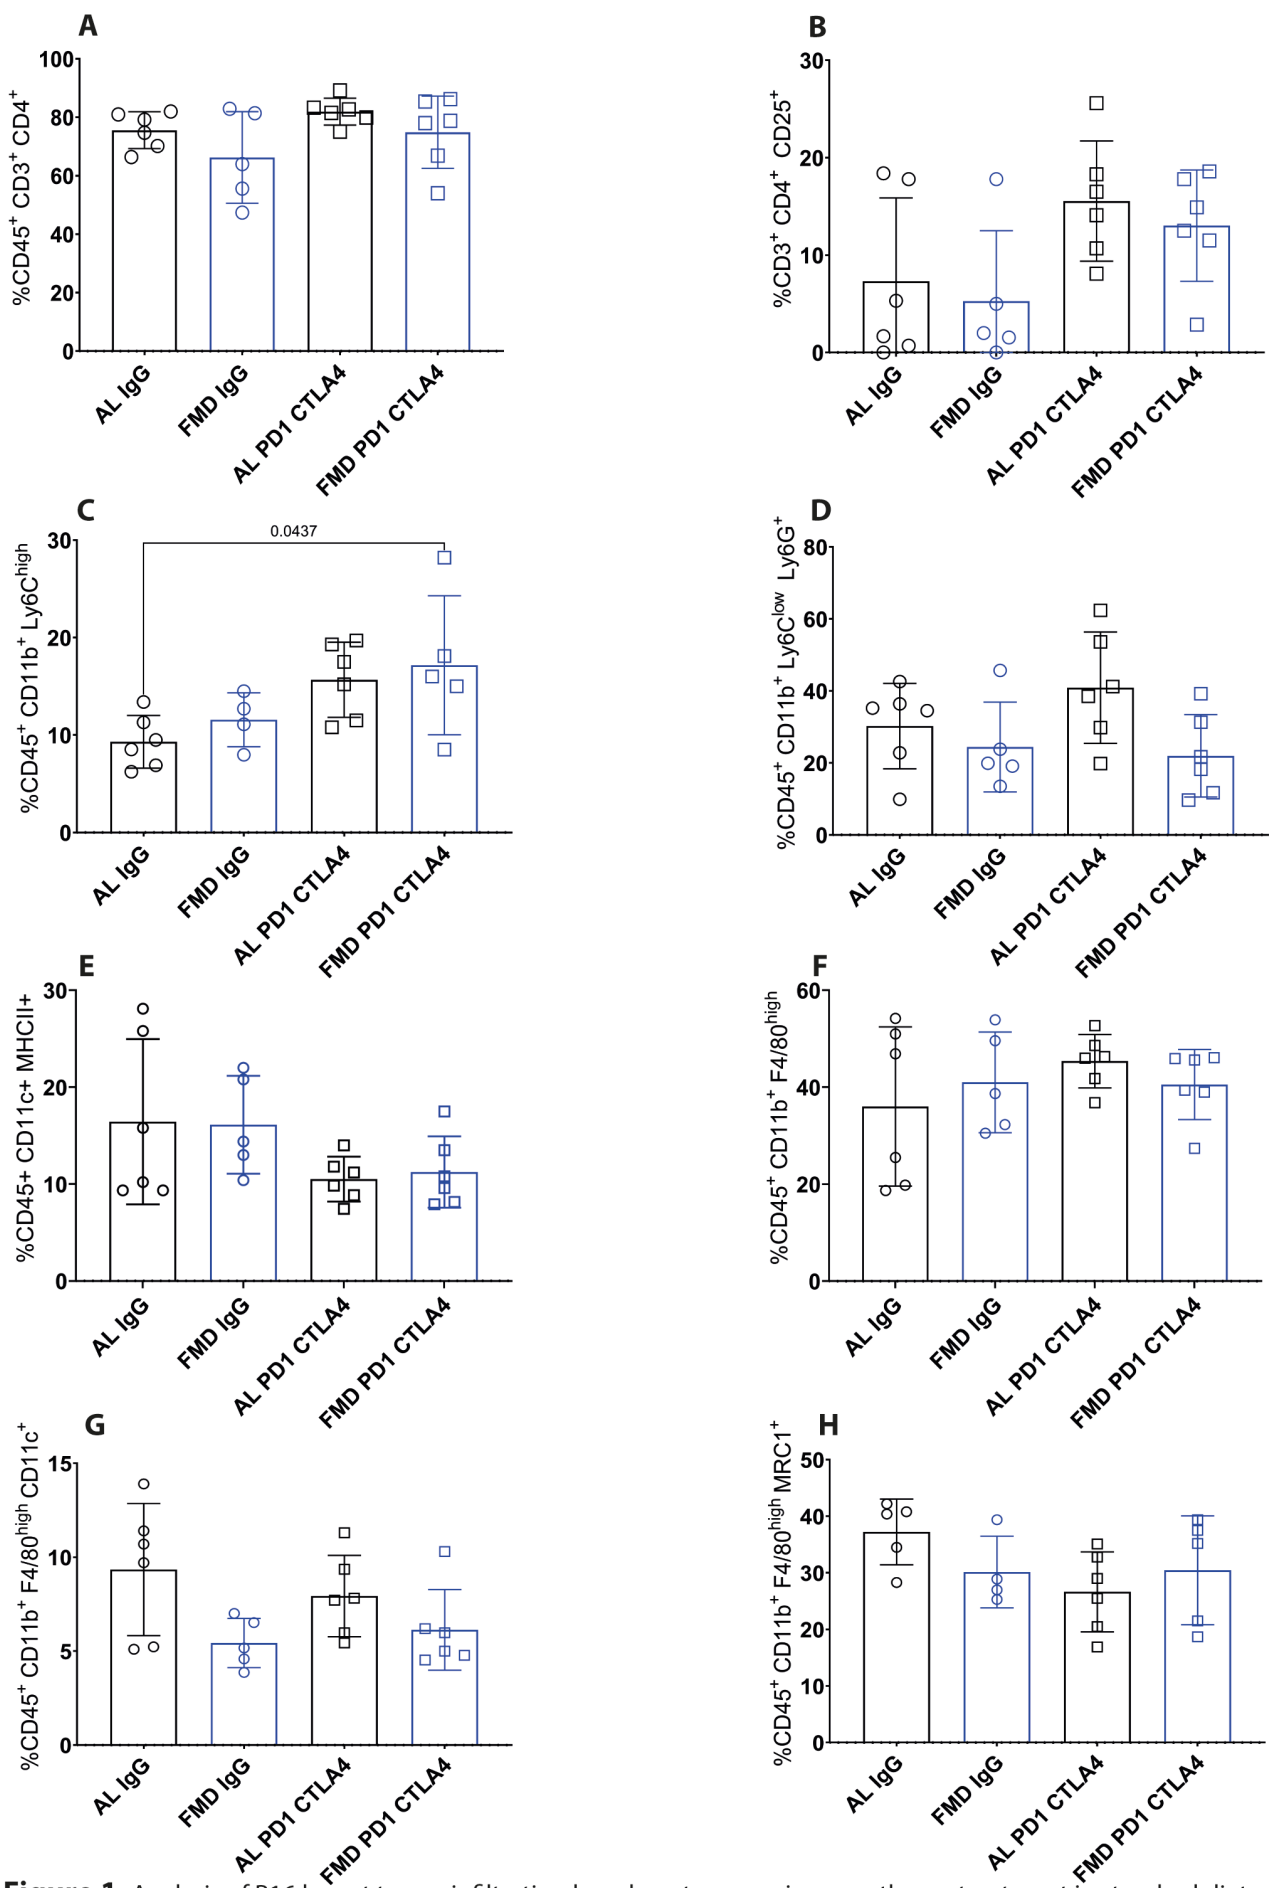 A
%CD45+ CD3+ CD4+
100
80
60
40
20
0
AL IgG
FMD IgG
AL PD1 CTLA4
FMD PD1 CTLA4
B
%CD3+ CD4+ CD25+
30
20
10
0
AL IgG
FMD IgG
AL PD1 CTLA4
FMD PD1 CTLA4
C
%CD45+ CD11b+ Ly6Chigh
0.0437
30
20
10
0
AL IgG
FMD IgG
AL PD1 CTLA4
FMD PD1 CTLA4
D
%CD45+ CD11b+ Ly6Clow Ly6G+
80
60
40
20
0
AL IgG
FMD IgG
AL PD1 CTLA4
FMD PD1 CTLA4
E
%CD45+ CD11c+ MHCII+
30
20
10
0
AL IgG
FMD IgG
AL PD1 CTLA4
FMD PD1 CTLA4
F
%CD45+ CD11b+ F4/80high
60
40
20
0
AL IgG
FMD IgG
AL PD1 CTLA4
FMD PD1 CTLA4
G
%CD45+ CD11b+ F4/80high CD11c+
15
10
5
0
AL IgG
FMD IgG
AL PD1 CTLA4
FMD PD1 CTLA4
H
%CD45+ CD11b+ F4/80high MRC1+
50
40
30
20
10
0
AL IgG
FMD IgG
AL PD1 CTLA4
FMD PD1 CTLA4